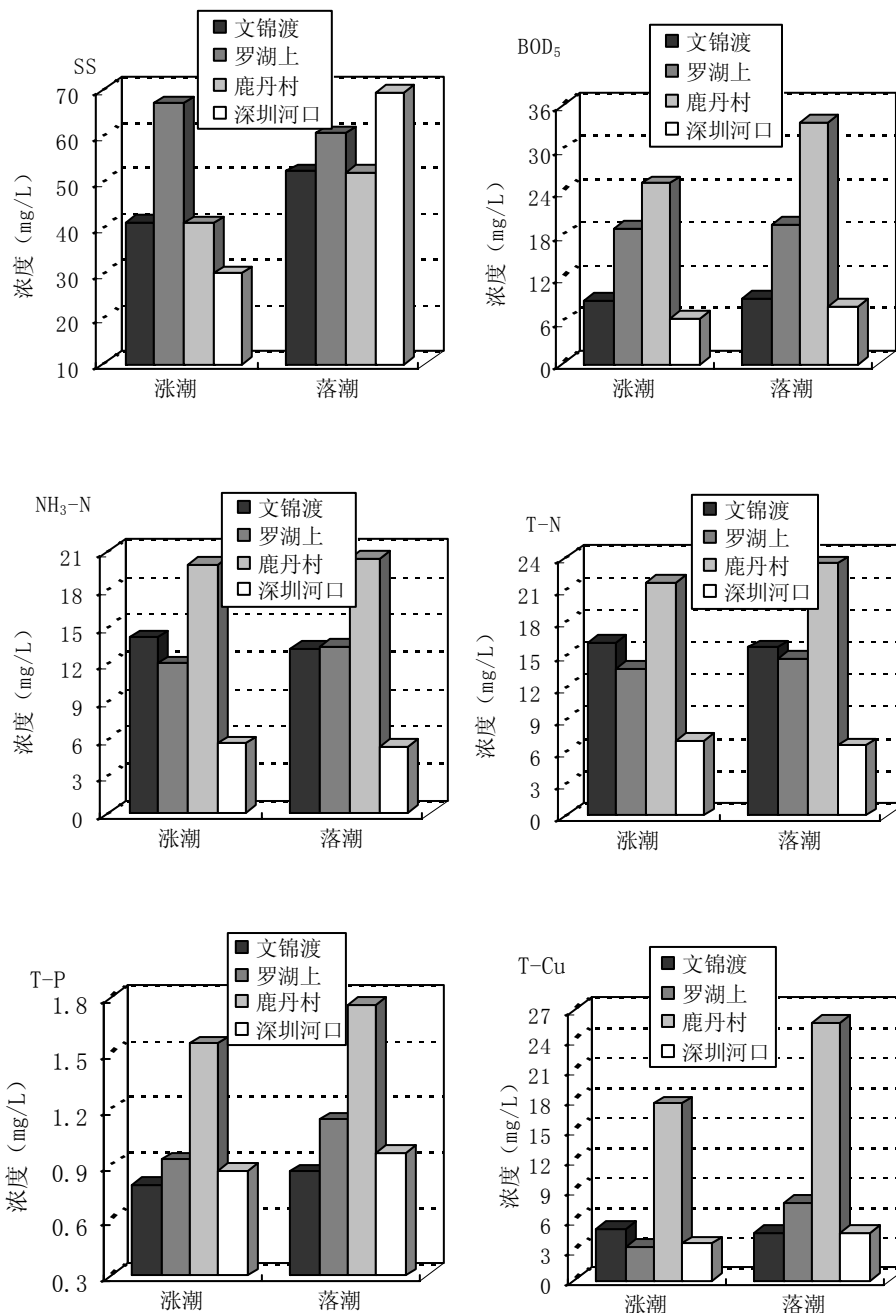 SS
文锦渡
罗湖上
鹿丹村
深圳河口
浓度（mg/L）
70
60
50
40
30
20
10
涨潮 落潮
BOD₅
文锦渡
罗湖上
鹿丹村
深圳河口
浓度（mg/L）
36
30
24
18
12
6
0
涨潮 落潮
NH₃-N
文锦渡
罗湖上
鹿丹村
深圳河口
浓度（mg/L）
21
18
15
12
9
6
3
0
涨潮 落潮
T-N
文锦渡
罗湖上
鹿丹村
深圳河口
浓度（mg/L）
24
21
18
15
12
9
6
3
0
涨潮 落潮
T-P
文锦渡
罗湖上
鹿丹村
深圳河口
浓度（mg/L）
1.8
1.5
1.2
0.9
0.6
0.3
涨潮 落潮
T-Cu
文锦渡
罗湖上
鹿丹村
深圳河口
浓度（mg/L）
27
24
21
18
15
12
9
6
3
0
涨潮 落潮